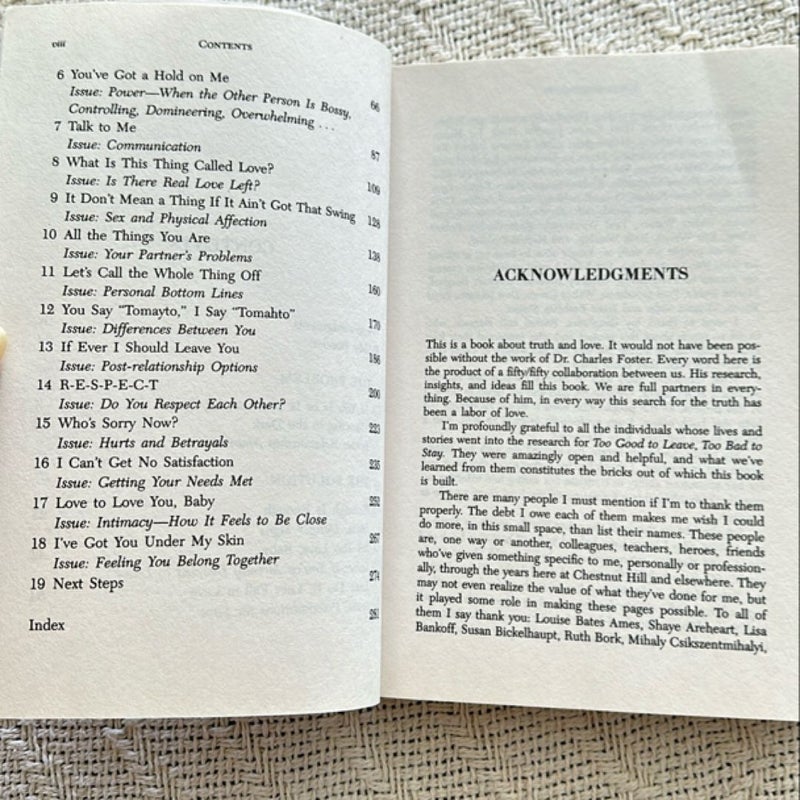 viii
CONTENTS
6 You've Got a Hold on Me
Issue: Power—When the Other Person Is Bossy,
Controlling, Domineering, Overwhelming . . . 66
7 Talk to Me
Issue: Communication 87
8 What Is This Thing Called Love?
Issue: Is There Real Love Left? 109
9 It Don't Mean a Thing If It Ain't Got That Swing
Issue: Sex and Physical Affection 128
10 All the Things You Are
Issue: Your Partner's Problems 138
11 Let's Call the Whole Thing Off
Issue: Personal Bottom Lines 160
12 You Say "Tomayto," I Say "Tomahto"
Issue: Differences Between You 170
13 If Ever I Should Leave You
Issue: Post-relationship Options 186
14 R-E-S-P-E-C-T
Issue: Do You Respect Each Other? 200
15 Who's Sorry Now?
Issue: Hurts and Betrayals 223
16 I Can't Get No Satisfaction
Issue: Getting Your Needs Met 235
17 Love to Love You, Baby
Issue: Intimacy—How It Feels to Be Close 252
18 I've Got You Under My Skin
Issue: Feeling You Belong Together 267
19 Next Steps 274
Index 281
ACKNOWLEDGMENTS
This is a book about truth and love. It would not have been pos-
sible without the work of Dr. Charles Foster. Every word here is
the product of a fifty/fifty collaboration between us. His research,
insights, and ideas fill this book. We are full partners in every-
thing. Because of him, in every way this search for the truth has
been a labor of love.
I'm profoundly grateful to all the individuals whose lives and
stories went into the research for Too Good to Leave, Too Bad to
Stay. They were amazingly open and helpful, and what we've
learned from them constitutes the bricks out of which this book
is built.
There are many people I must mention if I'm to thank them
properly. The debt I owe each of them makes me wish I could
do more, in this small space, than list their names. These people
are, one way or another, colleagues, teachers, heroes, friends
who've given something specific to me, personally or profession-
ally, through the years here at Chestnut Hill and elsewhere. They
may not even realize the value of what they've done for me, but
it played some role in making these pages possible. To all of
them I say thank you: Louise Bates Ames, Shaye Areheart, Lisa
Bankoff, Susan Bickelhaupt, Ruth Bork, Mihaly Csikszentmihalyi,